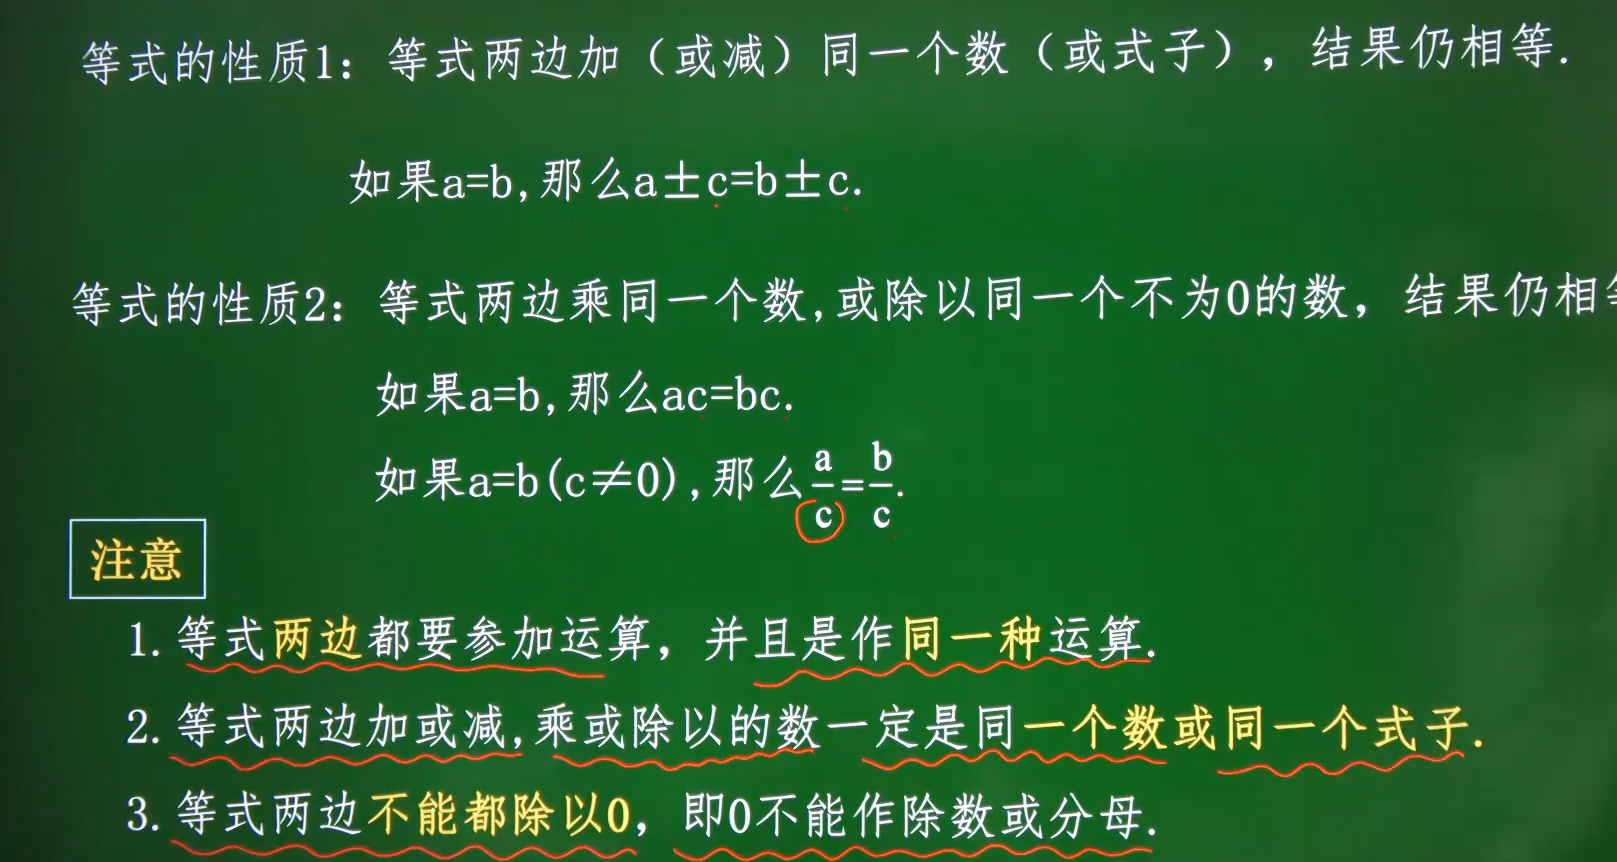 等式的性质1：等式两边加（或减）同一个数（或式子），结果仍相等.
如果a=b,那么a±c=b±c.
等式的性质2：等式两边乘同一个数,或除以同一个不为0的数，结果仍相
如果a=b,那么ac=bc.
如果a=b(c≠0),那么a/c=b/c.
注意
1.等式两边都要参加运算，并且是作同一种运算.
2.等式两边加或减,乘或除以的数一定是同一个数或同一个式子.
3.等式两边不能都除以0，即0不能作除数或分母.